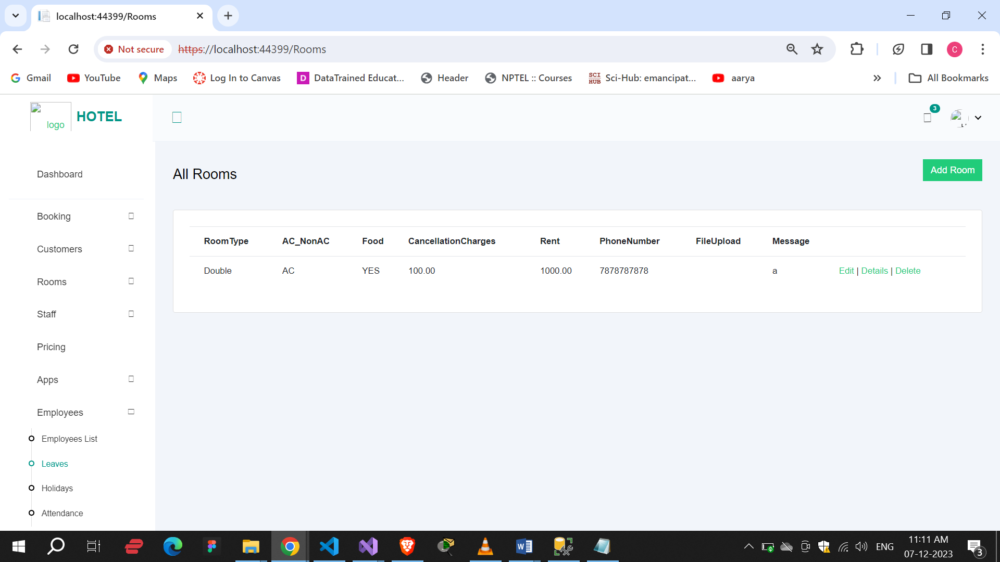 localhost:44399/Rooms
Not secure https://localhost:44399/Rooms
C
Gmail YouTube Maps Log In to Canvas DataTrained Educat... Header NPTEL :: Courses Sci-Hub: emancipat... aarya All Bookmarks
logo HOTEL
3
Dashboard
Booking
Customers
Rooms
Staff
Pricing
Apps
Employees
Employees List
Leaves
Holidays
Attendance
All Rooms
Add Room
RoomType AC_NonAC Food CancellationCharges Rent PhoneNumber FileUpload Message
Double AC YES 100.00 1000.00 7878787878 a Edit | Details | Delete
ENG
11:11 AM
07-12-2023
3